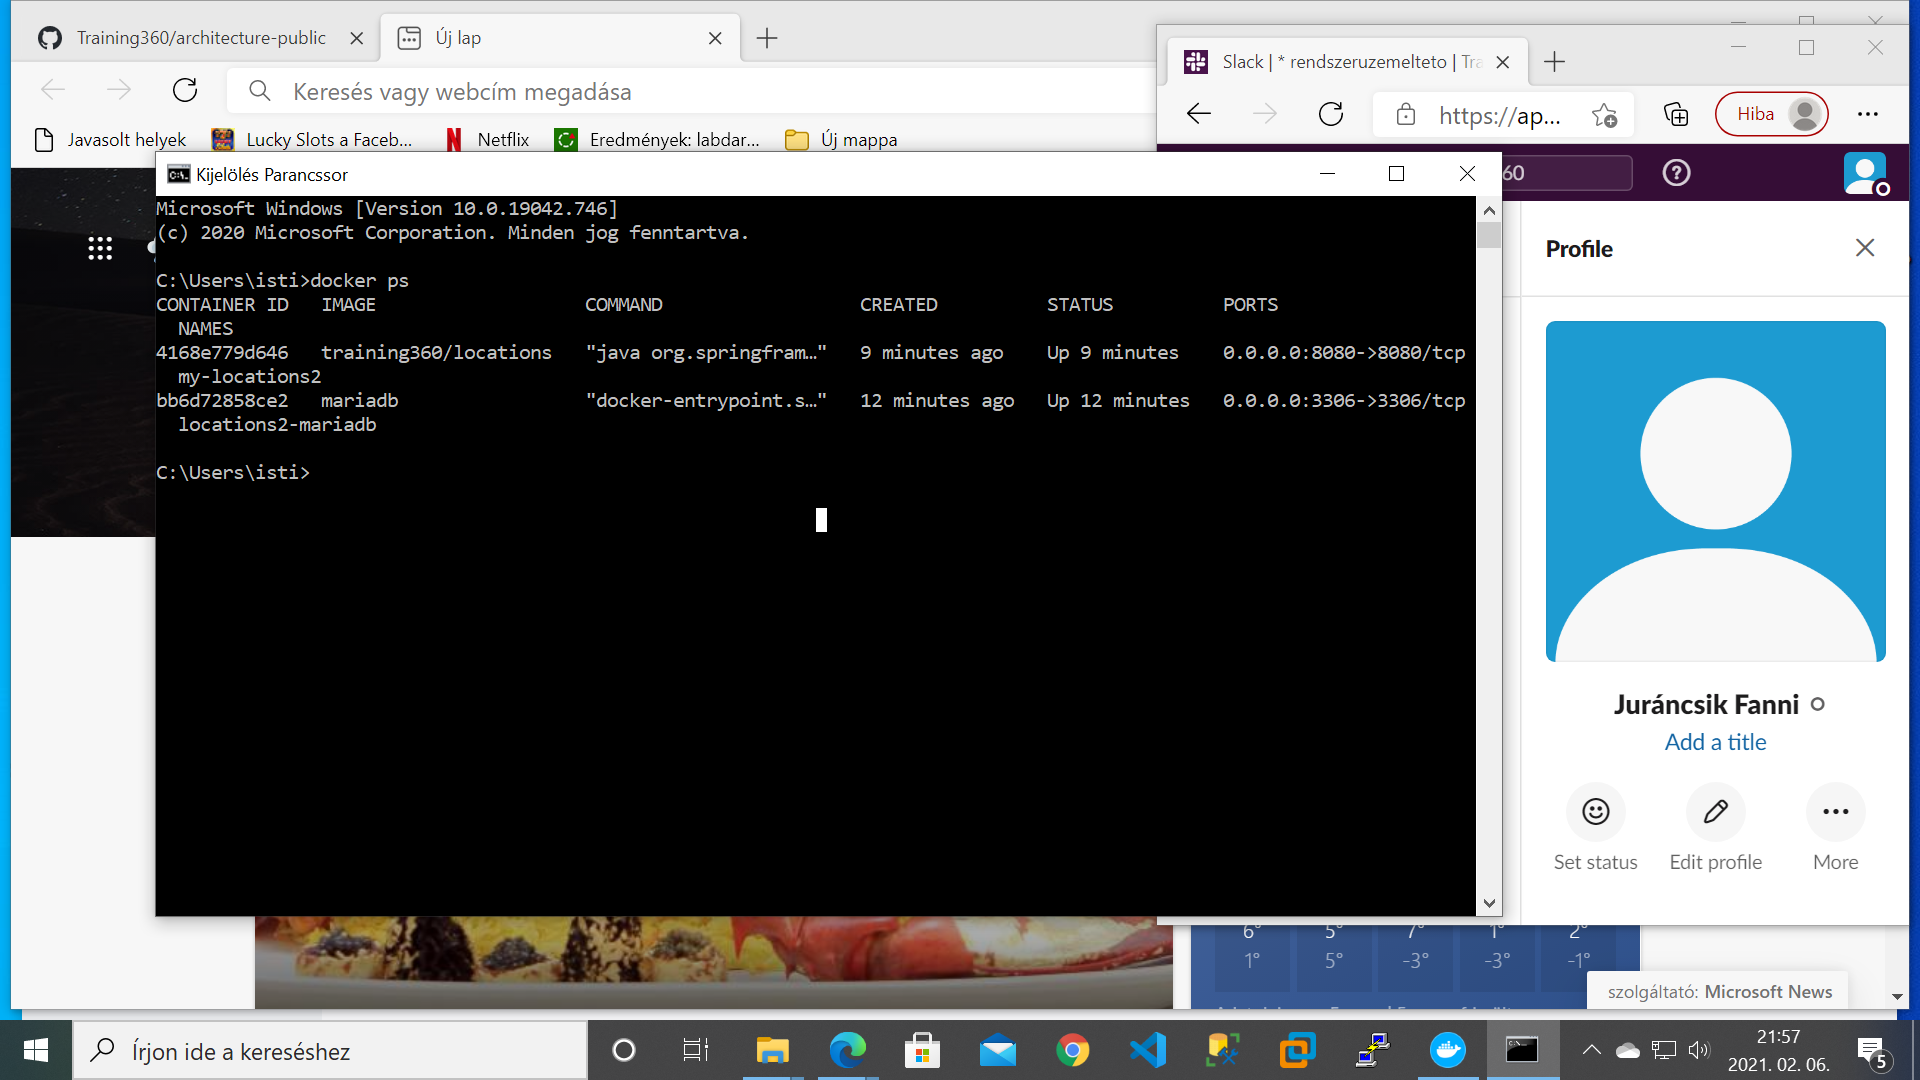 Training360/architecture-public
Új lap
Keresés vagy webcím megadása
Javasolt helyek
Lucky Slots a Faceb...
Netflix
Eredmények: labdar...
Új mappa
Slack | * rendszeruzemelteto | Tra
https://ap...
Hiba
60
Kijelölés Parancssor
Microsoft Windows [Version 10.0.19042.746]
(c) 2020 Microsoft Corporation. Minden jog fenntartva.
C:\Users\isti>docker ps
CONTAINER ID IMAGE COMMAND CREATED STATUS PORTS
NAMES
4168e779d646 training360/locations "java org.springfram…" 9 minutes ago Up 9 minutes 0.0.0.0:8080->8080/tcp
my-locations2
bb6d72858ce2 mariadb "docker-entrypoint.s…" 12 minutes ago Up 12 minutes 0.0.0.0:3306->3306/tcp
locations2-mariadb
C:\Users\isti>
Profile
Juráncsik Fanni
Add a title
Set status
Edit profile
More
6° 5° 7° 1° 2°
1° 5° -3° -3° -1°
szolgáltató: Microsoft News
Írjon ide a kereséshez
21:57
2021. 02. 06.
5